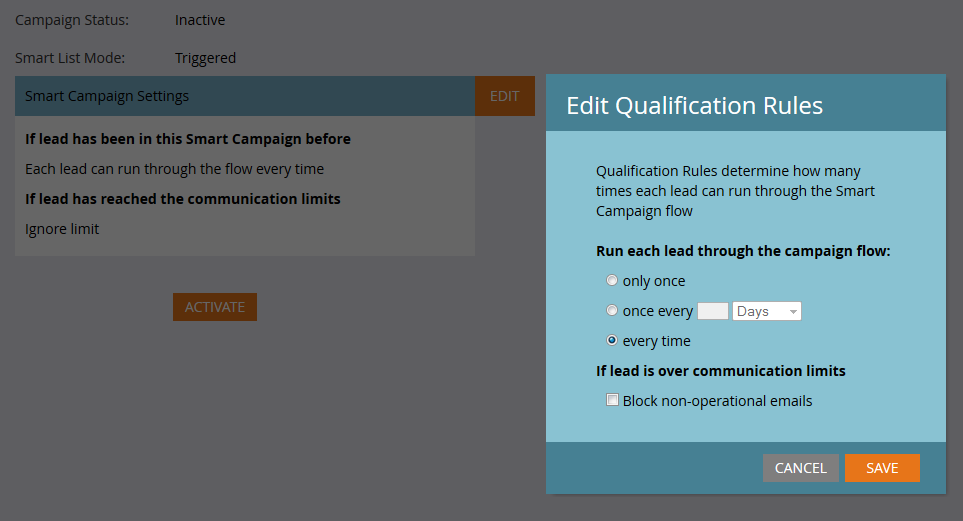 Campaign Status: Inactive
Smart List Mode: Triggered
Smart Campaign Settings EDIT
If lead has been in this Smart Campaign before
Each lead can run through the flow every time
If lead has reached the communication limits
Ignore limit
ACTIVATE
Edit Qualification Rules
Qualification Rules determine how many
times each lead can run through the Smart
Campaign flow
Run each lead through the campaign flow:
only once
once every Days
every time
If lead is over communication limits
Block non-operational emails
CANCEL SAVE